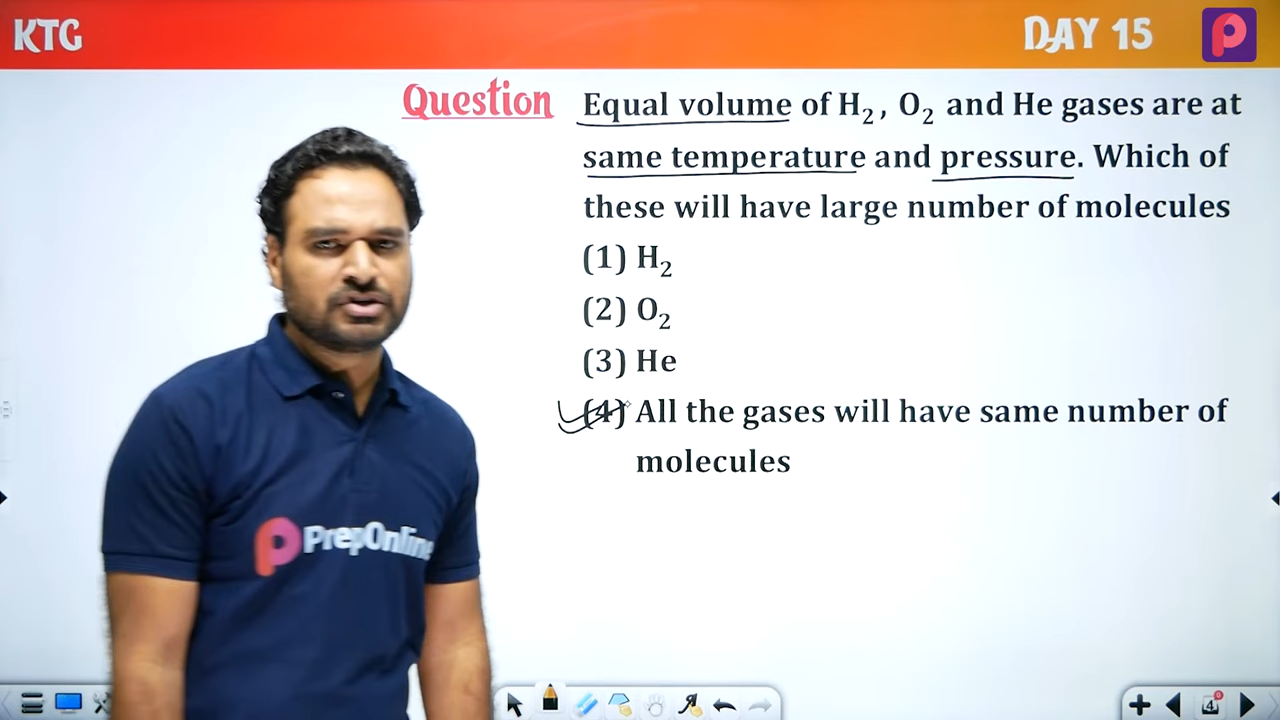 KTG
DAY 15
Question Equal volume of H₂, O₂ and He gases are at
same temperature and pressure. Which of
these will have large number of molecules
(1) H₂
(2) O₂
(3) He
(4) All the gases will have same number of
molecules
PrepOnline
4